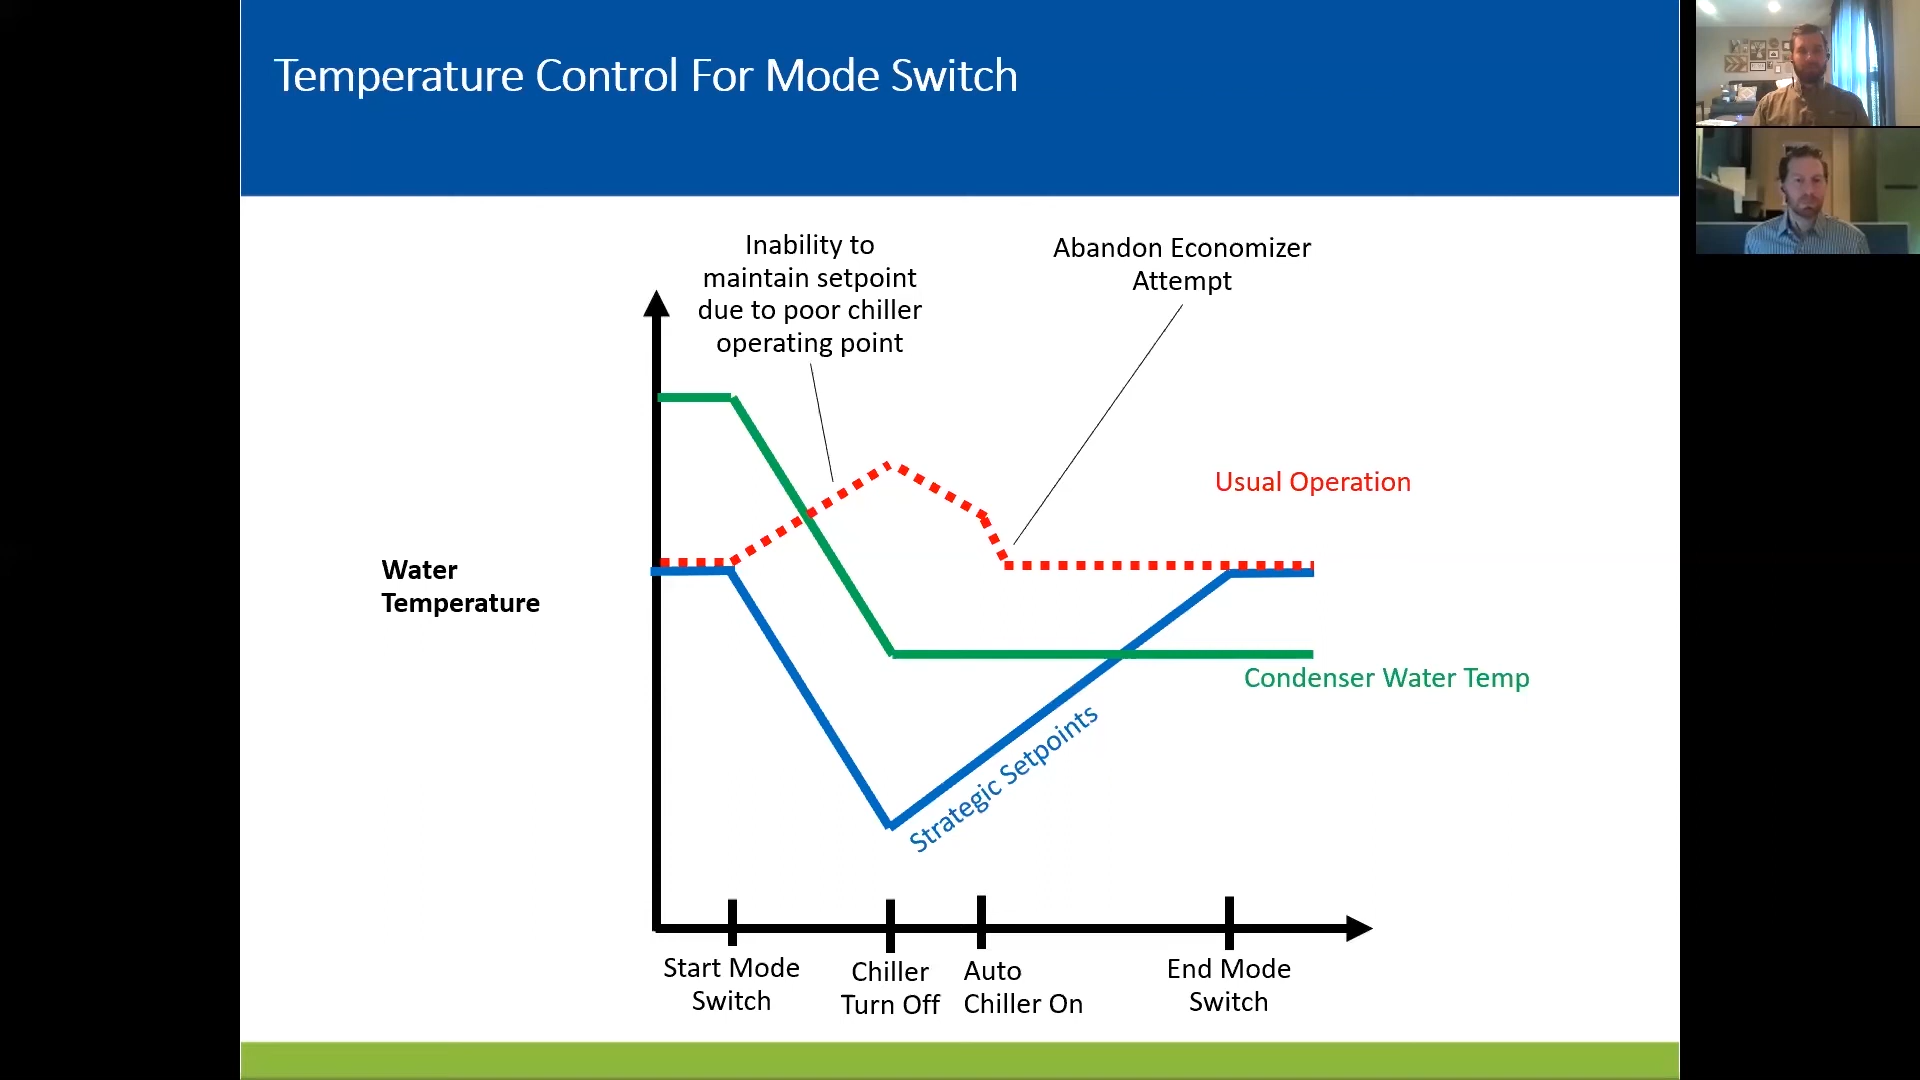 Temperature Control For Mode Switch
Inability to
maintain setpoint
due to poor chiller
operating point
Abandon Economizer
Attempt
Usual Operation
Water
Temperature
Condenser Water Temp
Strategic Setpoints
Start Mode
Switch
Chiller
Turn Off
Auto
Chiller On
End Mode
Switch